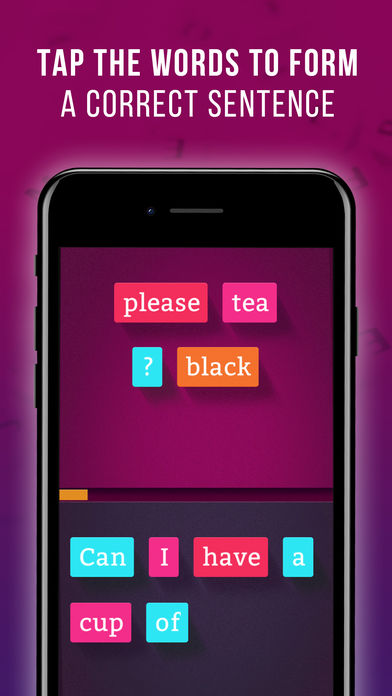 TAP THE WORDS TO FORM
A CORRECT SENTENCE
please tea
? black
Can I have a
cup of